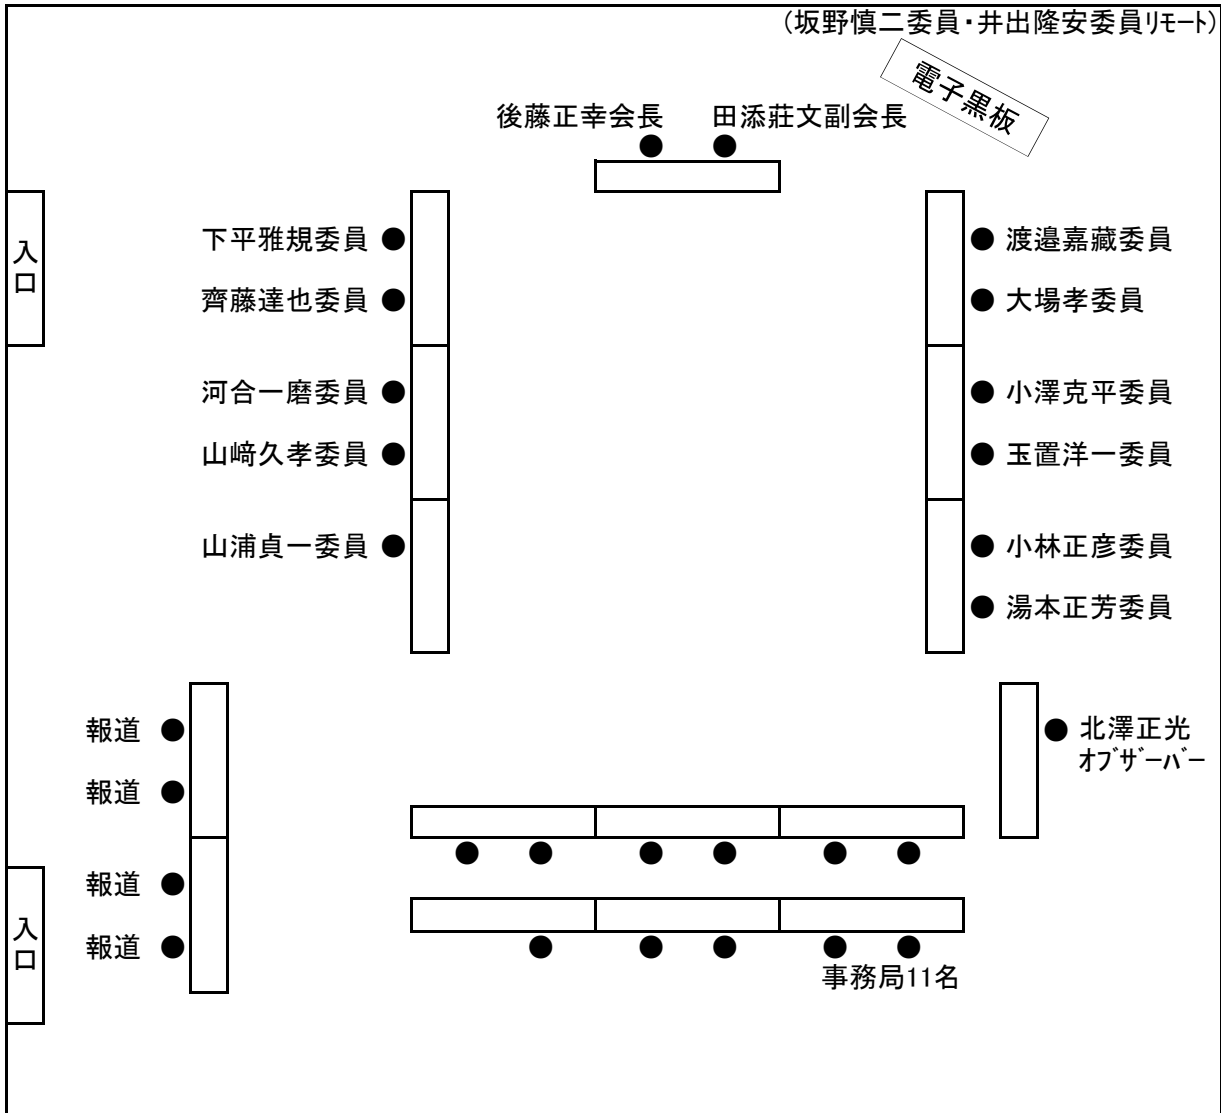 (坂野慎二委員・井出隆安委員ﾘﾓｰﾄ)
電子黒板
後藤正幸会長 田添莊文副会長
入口
下平雅規委員
齊藤達也委員
河合一磨委員
山﨑久孝委員
山浦貞一委員
渡邉嘉藏委員
大場孝委員
小澤克平委員
玉置洋一委員
小林正彦委員
湯本正芳委員
報道
報道
報道
報道
北澤正光
ｵﾌﾞｻﾞｰﾊﾞｰ
入口
事務局11名